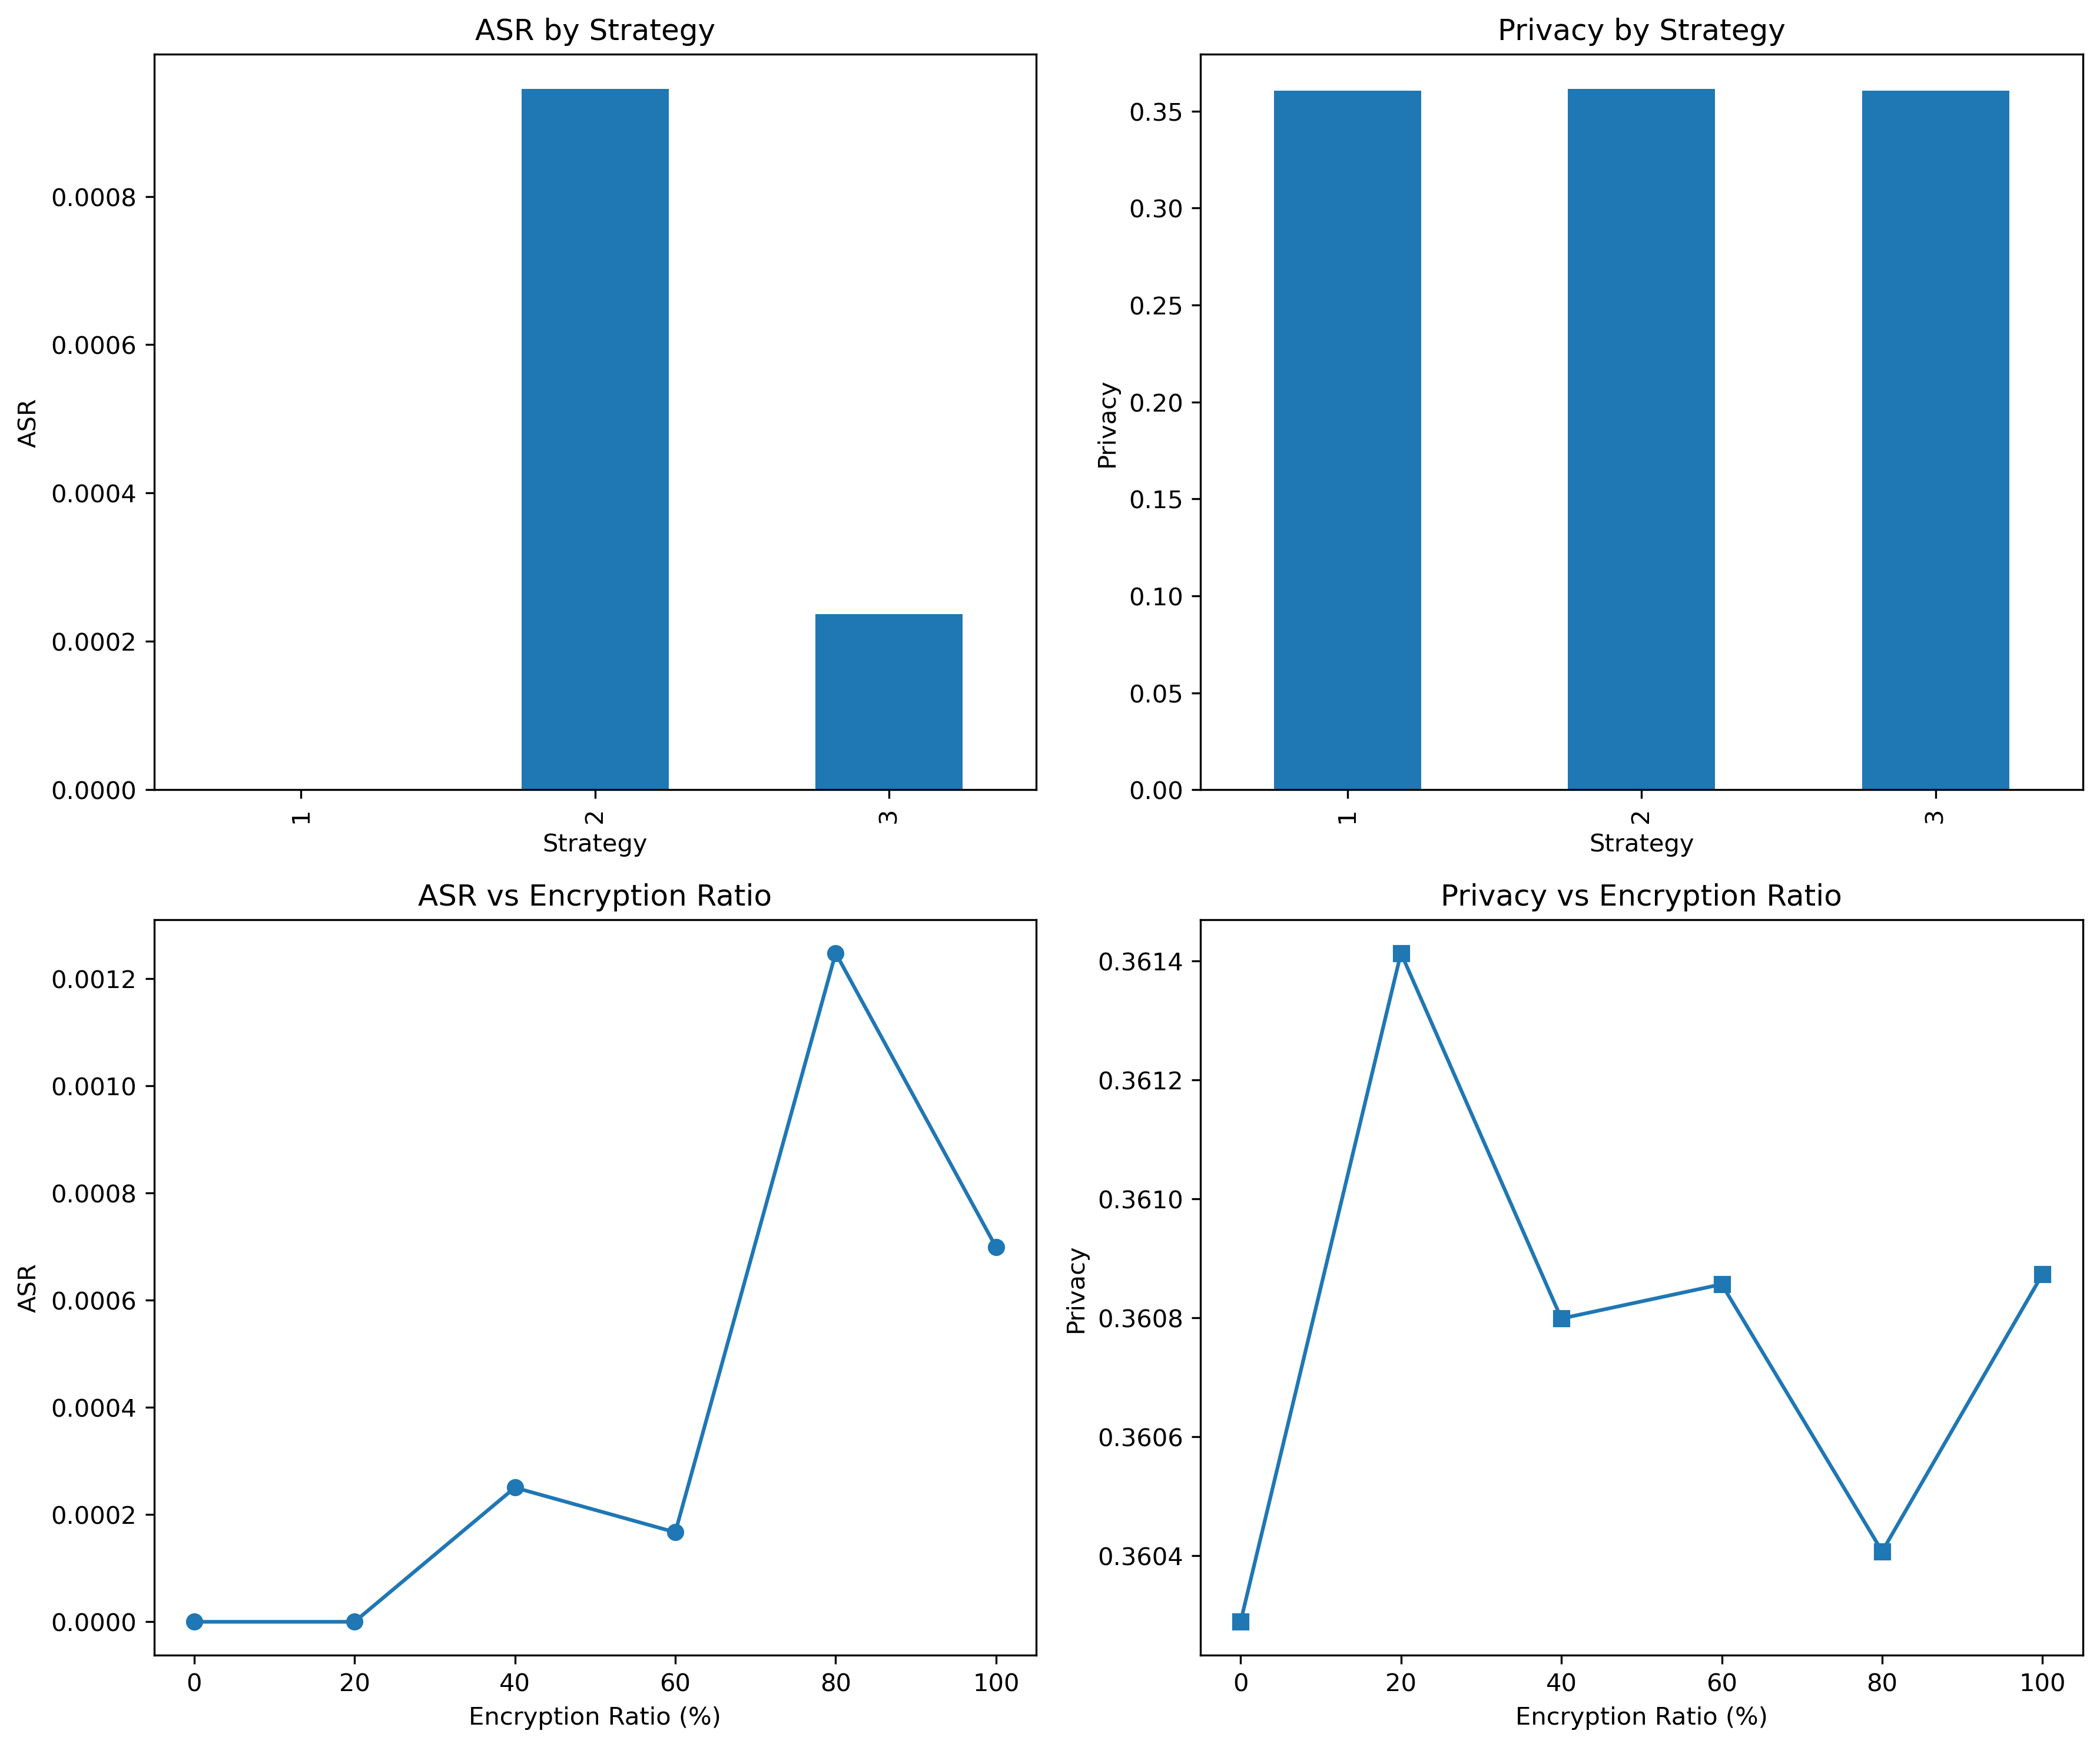 ASR by Strategy
ASR
0.0008
0.0006
0.0004
0.0002
0.0000
1
2
3
Strategy
Privacy by Strategy
Privacy
0.35
0.30
0.25
0.20
0.15
0.10
0.05
0.00
1
2
3
Strategy
ASR vs Encryption Ratio
ASR
0.0012
0.0010
0.0008
0.0006
0.0004
0.0002
0.0000
0 20 40 60 80 100
Encryption Ratio (%)
Privacy vs Encryption Ratio
Privacy
0.3614
0.3612
0.3610
0.3608
0.3606
0.3604
0 20 40 60 80 100
Encryption Ratio (%)